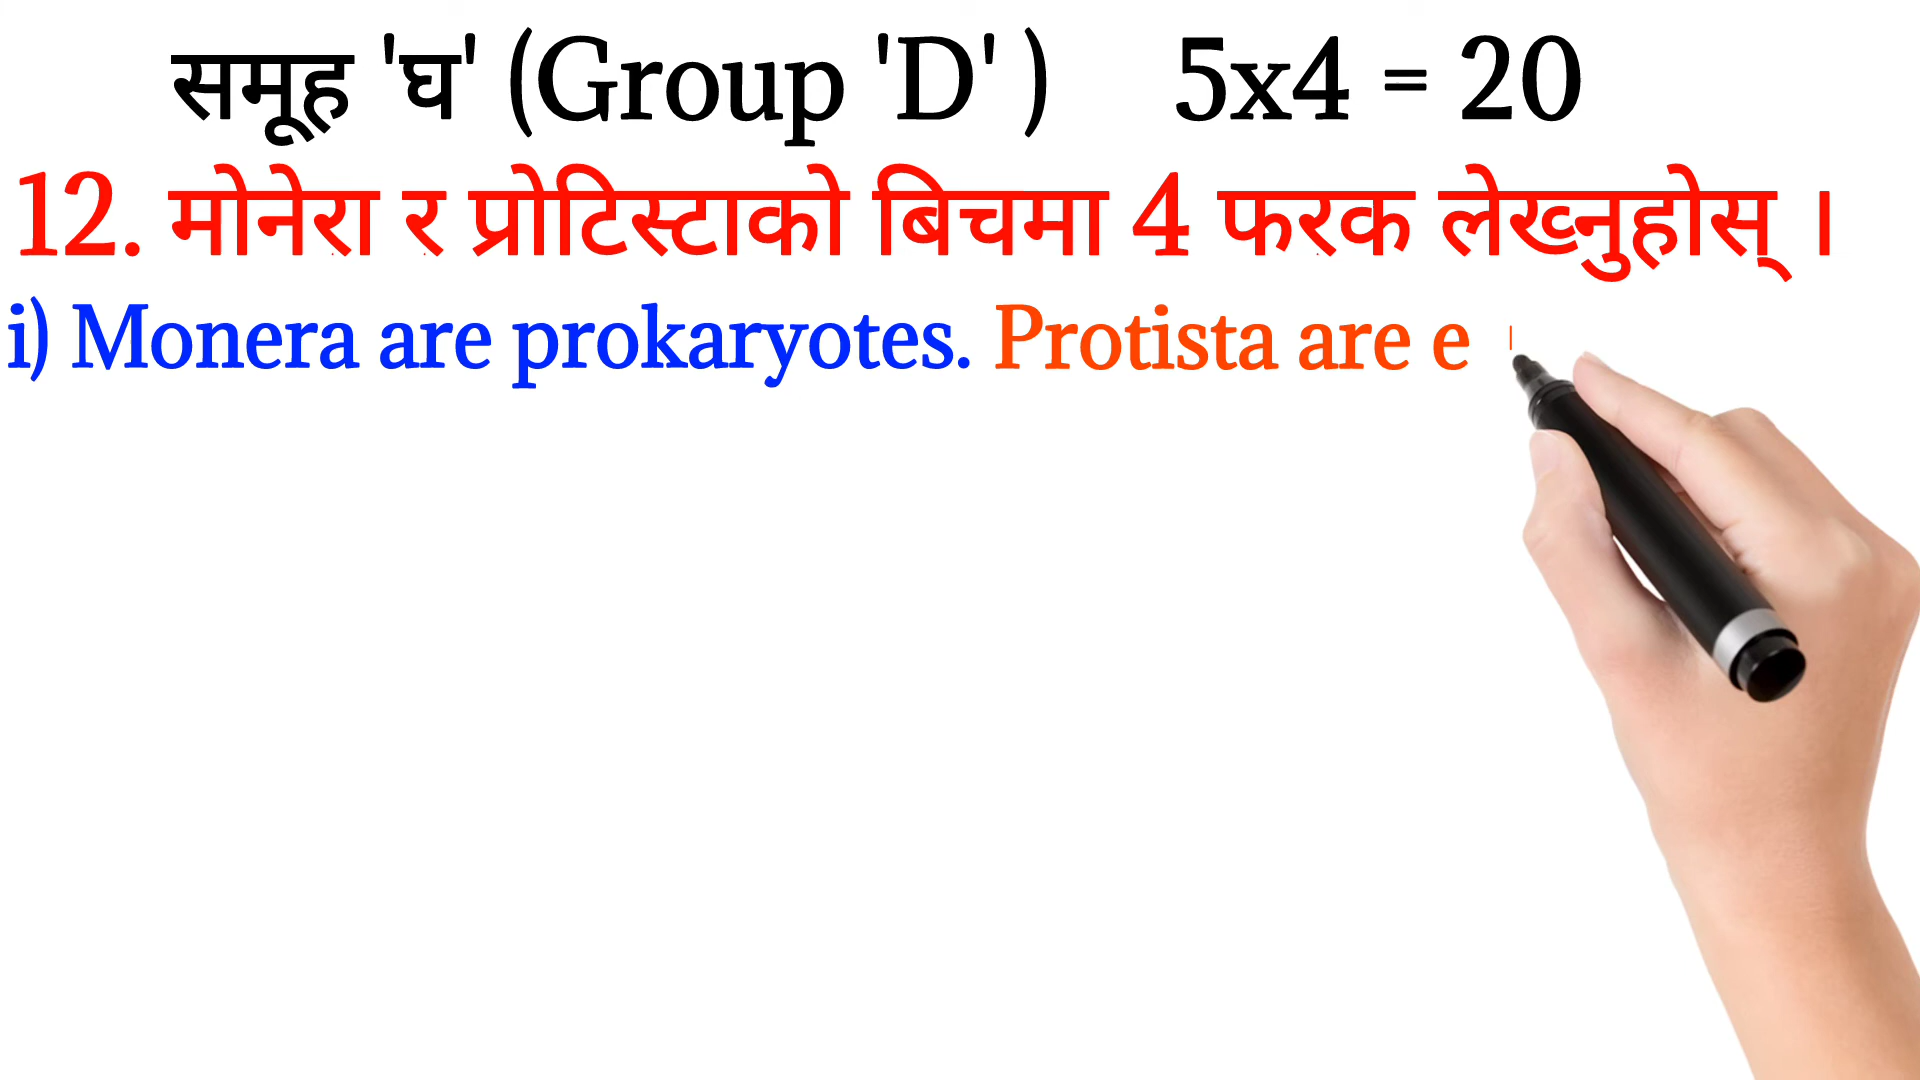 समूह 'घ' (Group 'D' ) 5x4 = 20
12. मोनेरा र प्रोटिस्टाको बिचमा 4 फरक लेख्नुहोस् ।
i) Monera are prokaryotes. Protista are e